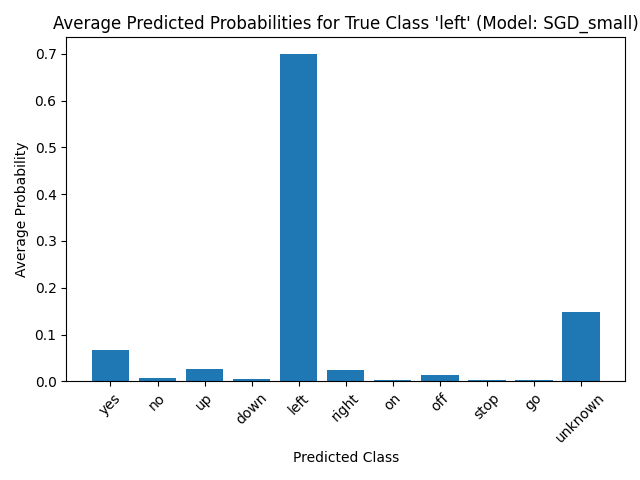 Average Predicted Probabilities for True Class 'left' (Model: SGD_small)
0.7
0.6
0.5
0.4
0.3
0.2
0.1
0.0
Average Probability
yes
no
up
down
left
right
on
off
stop
go
unknown
Predicted Class